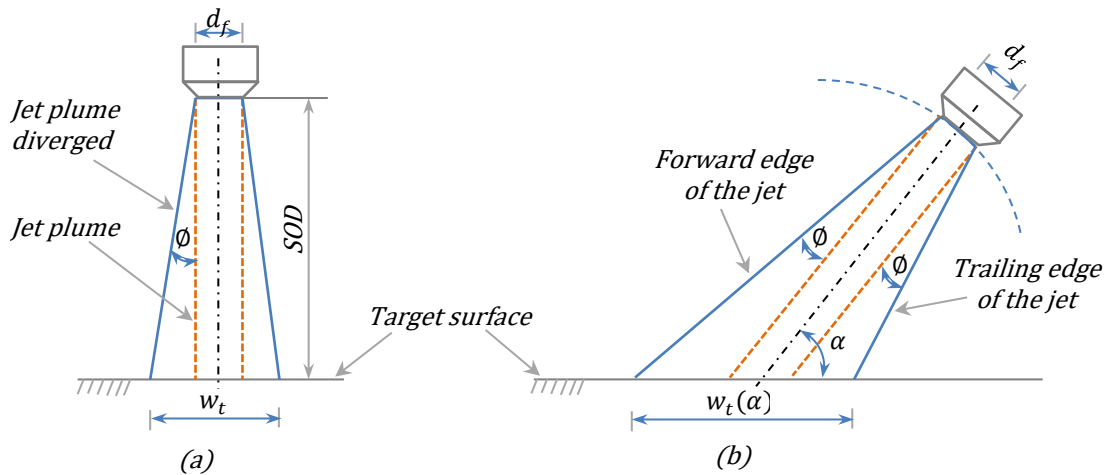 d_f
Jet plume
diverged
Jet plume
Ø
SOD
Target surface
w_t
(a)
d_f
Forward edge
of the jet
Ø
Ø
Trailing edge
of the jet
α
w_t(α)
(b)